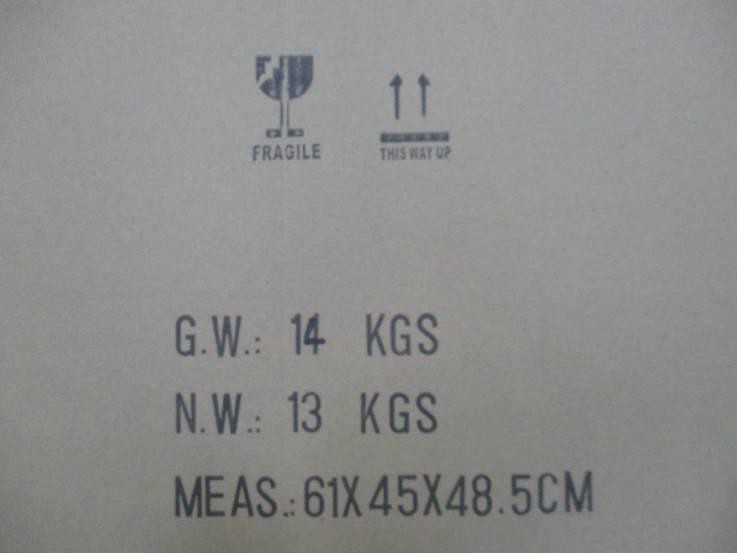 FRAGILE THIS WAY UP
G.W.: 14 KGS
N.W.: 13 KGS
MEAS.: 61X45X48.5CM